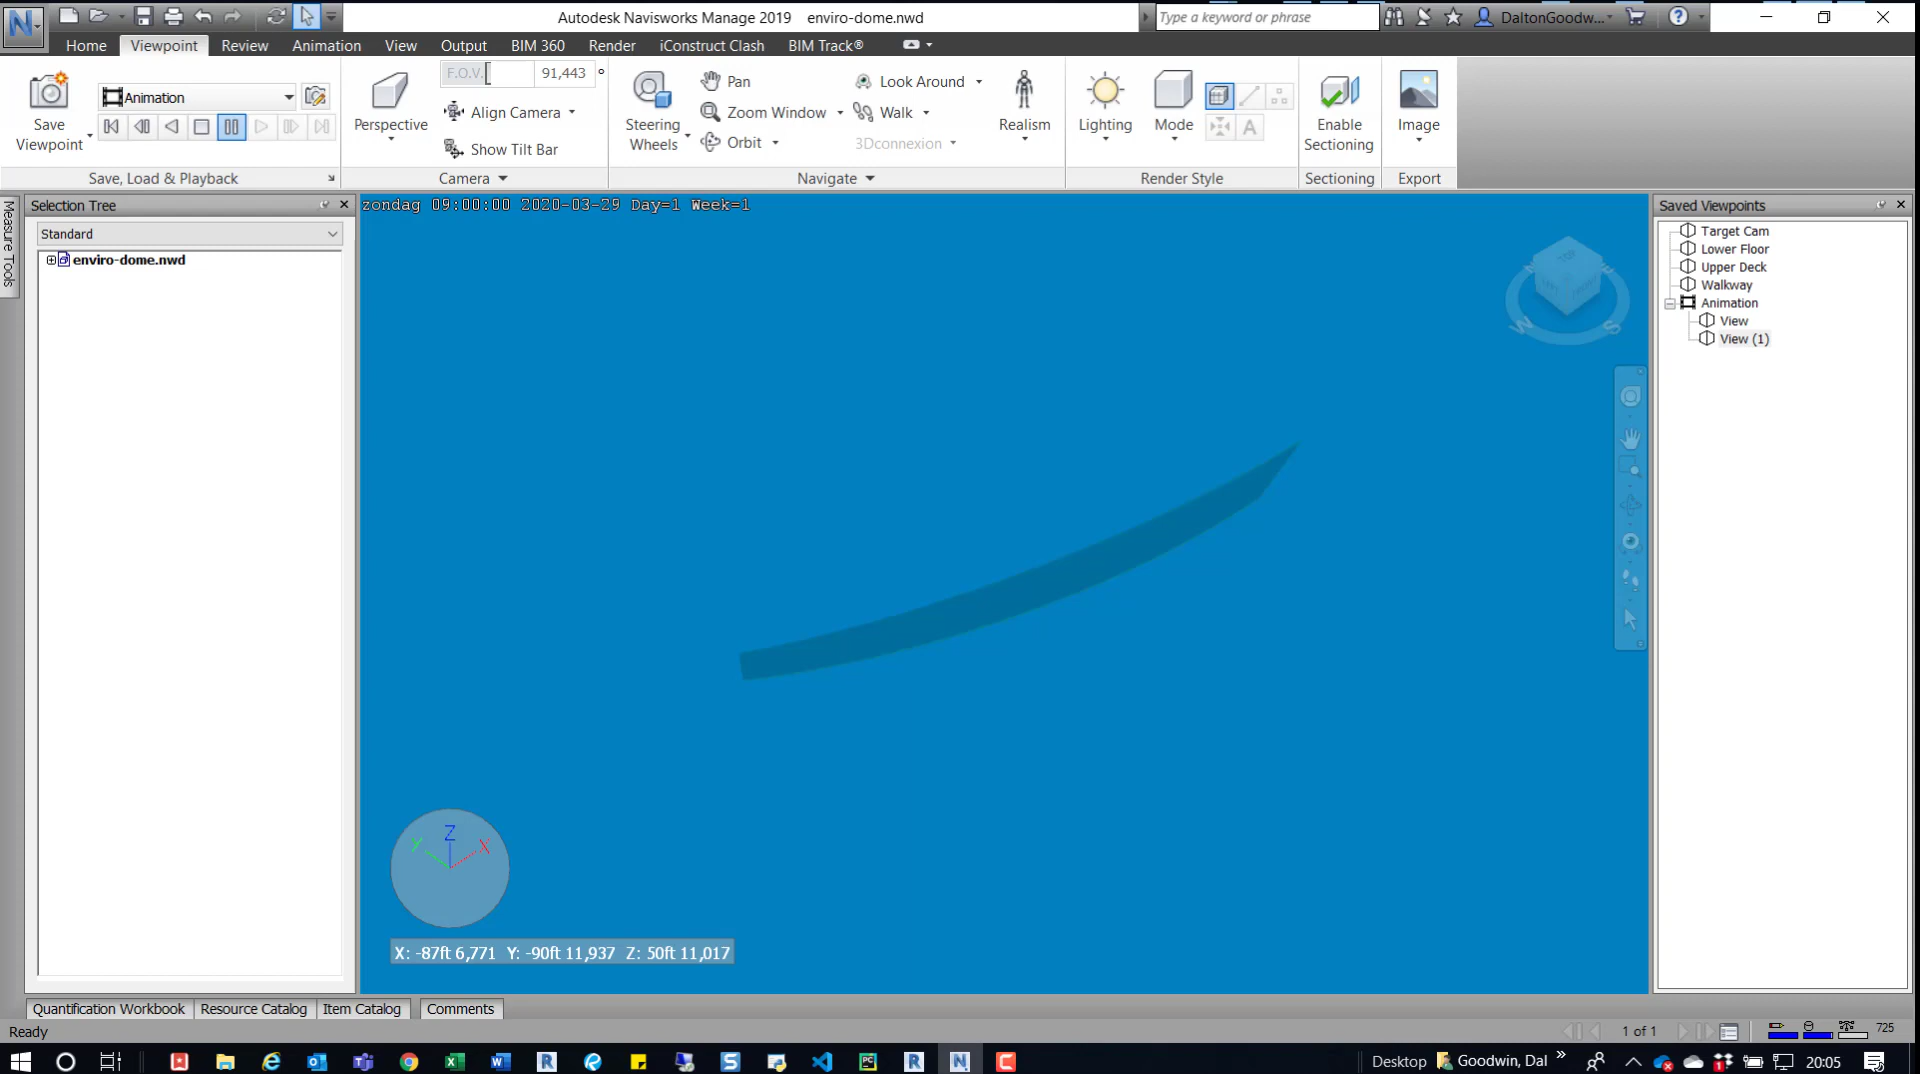 Autodesk Navisworks Manage 2019 enviro-dome.nwd
Type a keyword or phrase
DaltonGoodw...
Home Viewpoint Review Animation View Output BIM 360 Render iConstruct Clash BIM Track®
Save Viewpoint
Animation
Save, Load & Playback
Perspective
F.O.V. 91,443 °
Align Camera
Show Tilt Bar
Camera
Steering Wheels
Pan
Zoom Window
Orbit
Look Around
Walk
3Dconnexion
Navigate
Realism
Lighting
Mode
Render Style
Enable Sectioning
Sectioning
Image
Export
Measure Tools
Selection Tree
Standard
enviro-dome.nwd
zondag 09:00:00 2020-03-29 Day=1 Week=1
TOP
W S
Z
Y X
X: -87ft 6,771 Y: -90ft 11,937 Z: 50ft 11,017
Saved Viewpoints
Target Cam
Lower Floor
Upper Deck
Walkway
Animation
View
View (1)
Quantification Workbook Resource Catalog Item Catalog Comments
Ready
1 of 1
725
Desktop
Goodwin, Dal
20:05